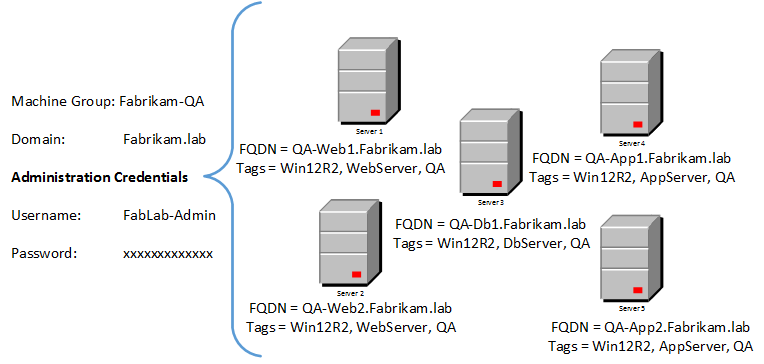 Machine Group: Fabrikam-QA
Domain: Fabrikam.lab
Administration Credentials
Username: FabLab-Admin
Password: xxxxxxxxxxxxx
Server 1
FQDN = QA-Web1.Fabrikam.lab
Tags = Win12R2, WebServer, QA
Server 4
FQDN = QA-App1.Fabrikam.lab
Tags = Win12R2, AppServer, QA
Server 3
FQDN = QA-Db1.Fabrikam.lab
Tags = Win12R2, DbServer, QA
Server 2
FQDN = QA-Web2.Fabrikam.lab
Tags = Win12R2, WebServer, QA
Server 5
FQDN = QA-App2.Fabrikam.lab
Tags = Win12R2, AppServer, QA